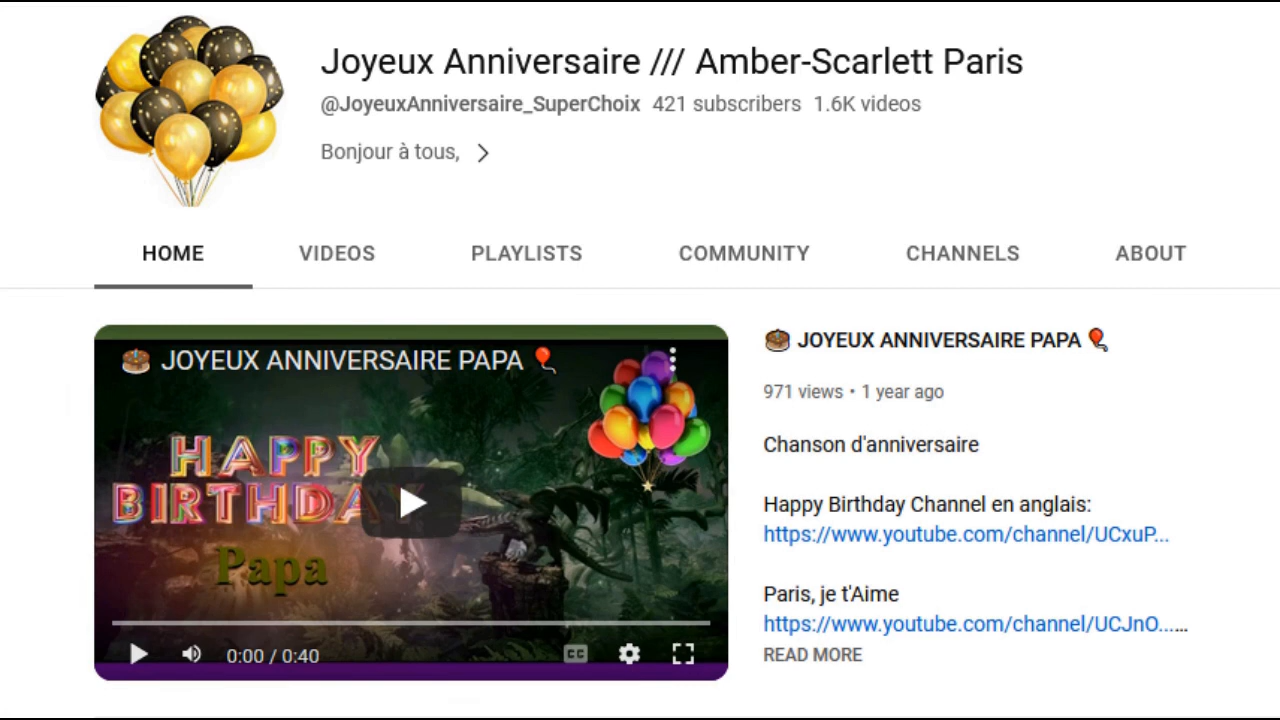 Joyeux Anniversaire /// Amber-Scarlett Paris
@JoyeuxAnniversaire_SuperChoix 421 subscribers 1.6K videos
Bonjour à tous,
HOME VIDEOS PLAYLISTS COMMUNITY CHANNELS ABOUT
🎂 JOYEUX ANNIVERSAIRE PAPA 🎈
HAPPY
BIRTHDAY
Papa
0:00 / 0:40
CC
🎂 JOYEUX ANNIVERSAIRE PAPA 🎈
971 views • 1 year ago
Chanson d'anniversaire
Happy Birthday Channel en anglais:
https://www.youtube.com/channel/UCxuP...
Paris, je t'Aime
https://www.youtube.com/channel/UCJnO......
READ MORE